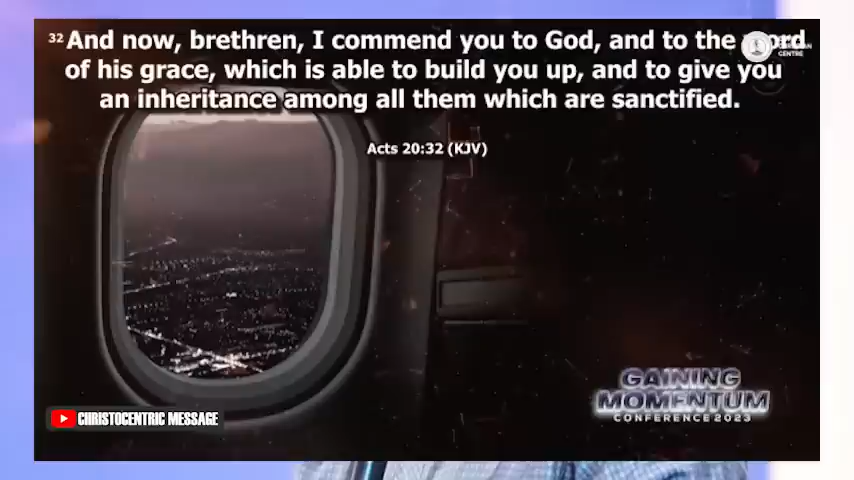 32 And now, brethren, I commend you to God, and to the
of his grace, which is able to build you up, and to give you
an inheritance among all them which are sanctified.
CENTRE
Acts 20:32 (KJV)
GAINING
MOMENTUM
CONFERENCE 2023
CHRISTOCENTRIC MESSAGE